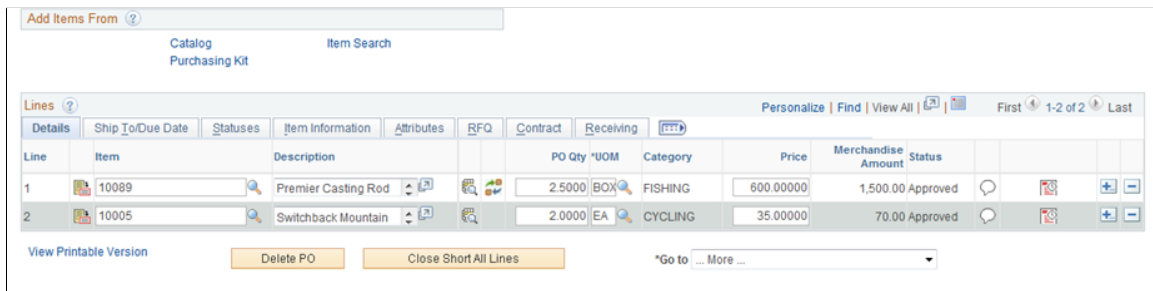 Add Items From
Catalog Item Search
Purchasing Kit
Lines Personalize | Find | View All | | First 1-2 of 2 Last
Details Ship To/Due Date Statuses Item Information Attributes RFQ Contract Receiving
Line Item Description PO Qty *UOM Category Price Merchandise Amount Status
1 10089 Premier Casting Rod 2.5000 BOX FISHING 600.00000 1,500.00 Approved
2 10005 Switchback Mountain 2.0000 EA CYCLING 35.00000 70.00 Approved
View Printable Version Delete PO Close Short All Lines *Go to ... More ...